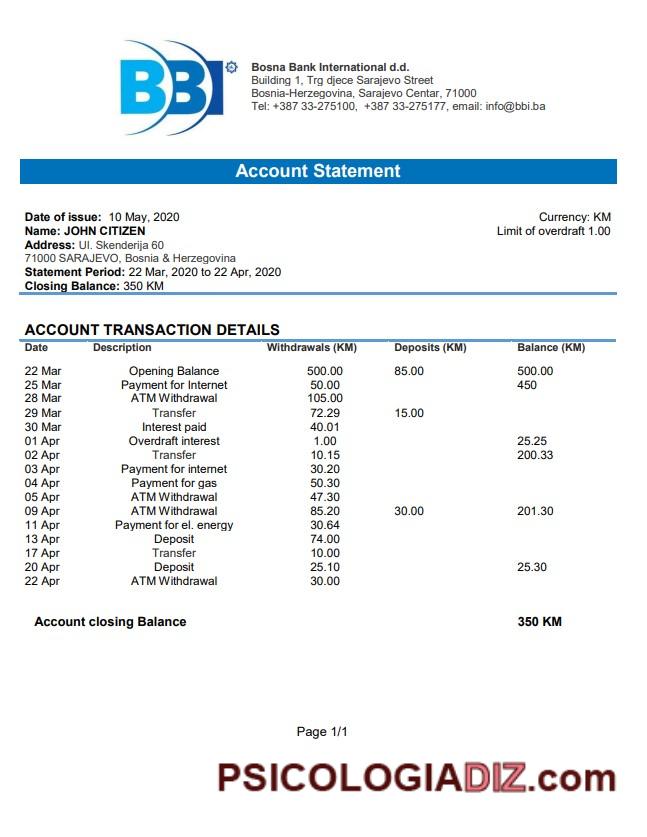 BBI
Bosna Bank International d.d.
Building 1, Trg djece Sarajevo Street
Bosnia-Herzegovina, Sarajevo Centar, 71000
Tel: +387 33-275100, +387 33-275177, email: info@bbi.ba
Account Statement
Date of issue: 10 May, 2020 Currency: KM
Name: JOHN CITIZEN Limit of overdraft 1.00
Address: Ul. Skenderija 60
71000 SARAJEVO, Bosnia & Herzegovina
Statement Period: 22 Mar, 2020 to 22 Apr, 2020
Closing Balance: 350 KM
ACCOUNT TRANSACTION DETAILS
Date Description Withdrawals (KM) Deposits (KM) Balance (KM)
22 Mar Opening Balance 500.00 85.00 500.00
25 Mar Payment for Internet 50.00 450
28 Mar ATM Withdrawal 105.00
29 Mar Transfer 72.29 15.00
30 Mar Interest paid 40.01
01 Apr Overdraft interest 1.00 25.25
02 Apr Transfer 10.15 200.33
03 Apr Payment for internet 30.20
04 Apr Payment for gas 50.30
05 Apr ATM Withdrawal 47.30
09 Apr ATM Withdrawal 85.20 30.00 201.30
11 Apr Payment for el. energy 30.64
13 Apr Deposit 74.00
17 Apr Transfer 10.00
20 Apr Deposit 25.10 25.30
22 Apr ATM Withdrawal 30.00
Account closing Balance 350 KM
Page 1/1
PSICOLOGIADIZ.com